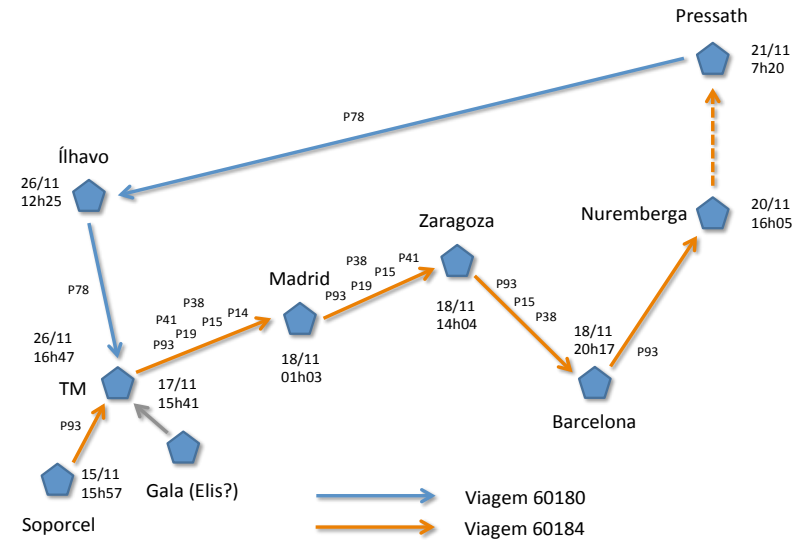 Pressath
21/11
7h20
P78
Ílhavo
26/11
12h25
Nuremberga
20/11
16h05
Zaragoza
P38
P15
P41
P93
P19
18/11
14h04
Madrid
18/11
01h03
P78
P38
P41
P15
P14
P19
P93
P93
P15
P38
18/11
20h17
P93
Barcelona
26/11
16h47
TM
17/11
15h41
P93
15/11
15h57
Gala (Elis?)
Soporcel
Viagem 60180
Viagem 60184